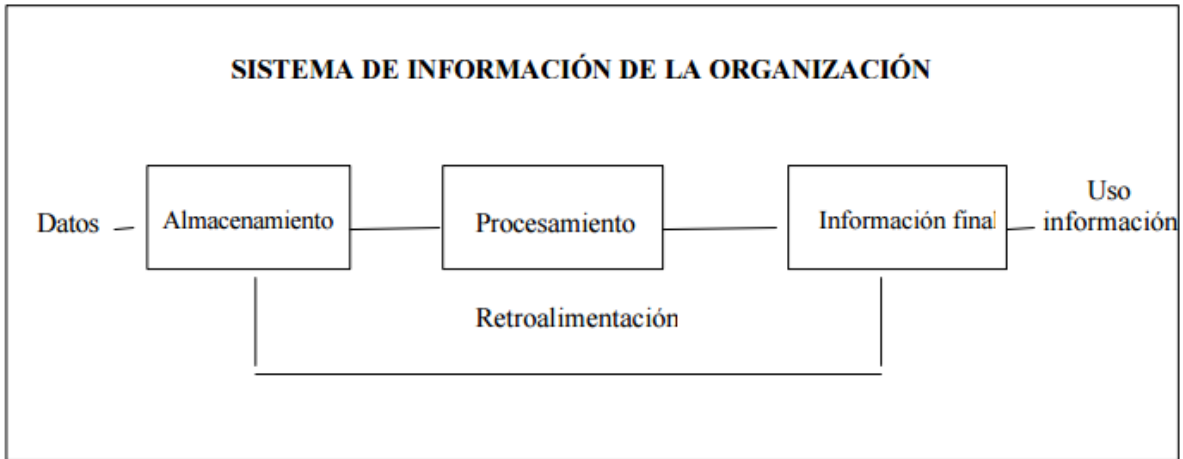 SISTEMA DE INFORMACIÓN DE LA ORGANIZACIÓN
Datos
Almacenamiento
Procesamiento
Información final
Uso
información
Retroalimentación